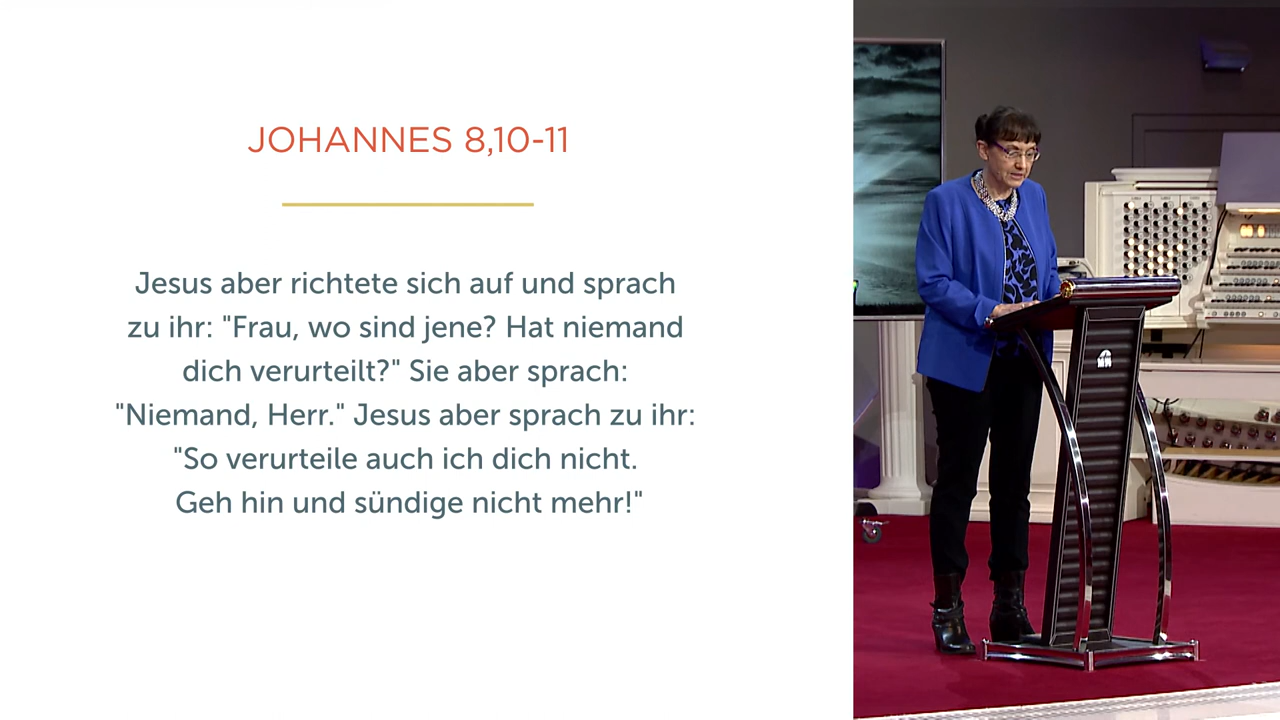 JOHANNES 8,10-11
Jesus aber richtete sich auf und sprach
zu ihr: "Frau, wo sind jene? Hat niemand
dich verurteilt?" Sie aber sprach:
"Niemand, Herr." Jesus aber sprach zu ihr:
"So verurteile auch ich dich nicht.
Geh hin und sündige nicht mehr!"